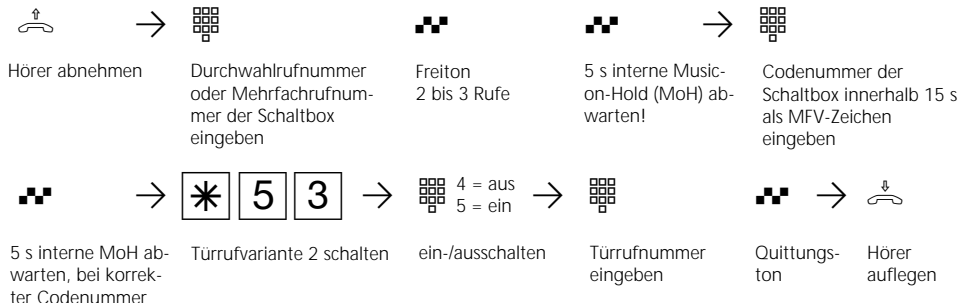 Hörer abnehmen
Durchwahlrufnummer
oder Mehrfachrufnum-
mer der Schaltbox
eingeben
Freiton
2 bis 3 Rufe
5 s interne Music-
on-Hold (MoH) ab-
warten!
Codenummer der
Schaltbox innerhalb 15 s
als MFV-Zeichen
eingeben
5 s interne MoH ab-
warten, bei korrek-
ter Codenummer
* 5 3
Türrufvariante 2 schalten
4 = aus
5 = ein
ein-/ausschalten
Türrufnummer
eingeben
Quittungs-
ton
Hörer
auflegen